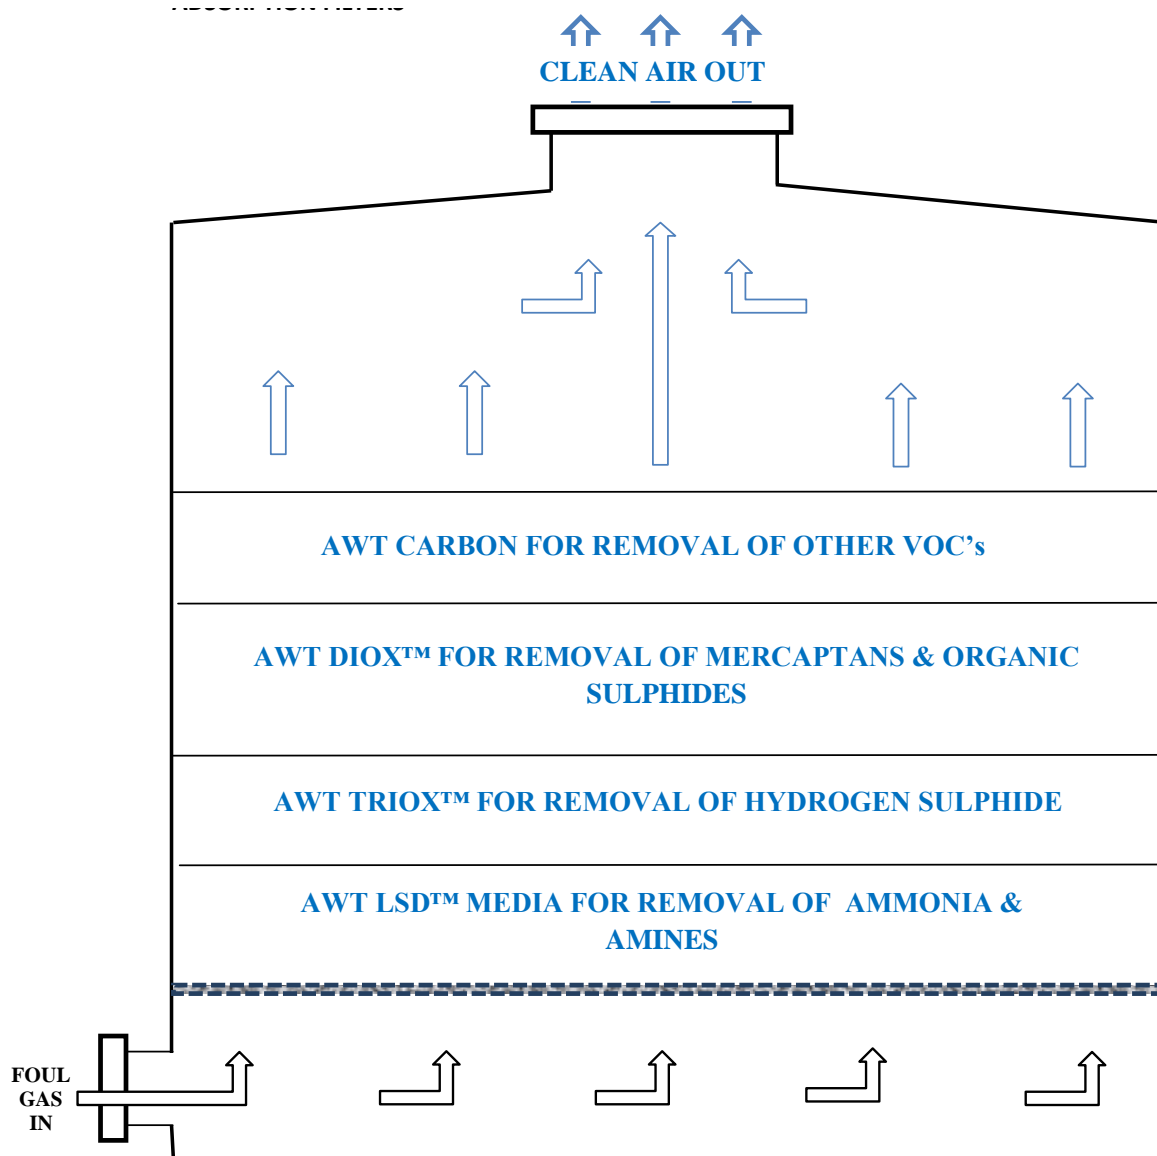 CLEAN AIR OUT
AWT CARBON FOR REMOVAL OF OTHER VOC’s
AWT DIOX™ FOR REMOVAL OF MERCAPTANS & ORGANIC
SULPHIDES
AWT TRIOX™ FOR REMOVAL OF HYDROGEN SULPHIDE
AWT LSD™ MEDIA FOR REMOVAL OF AMMONIA &
AMINES
FOUL
GAS
IN